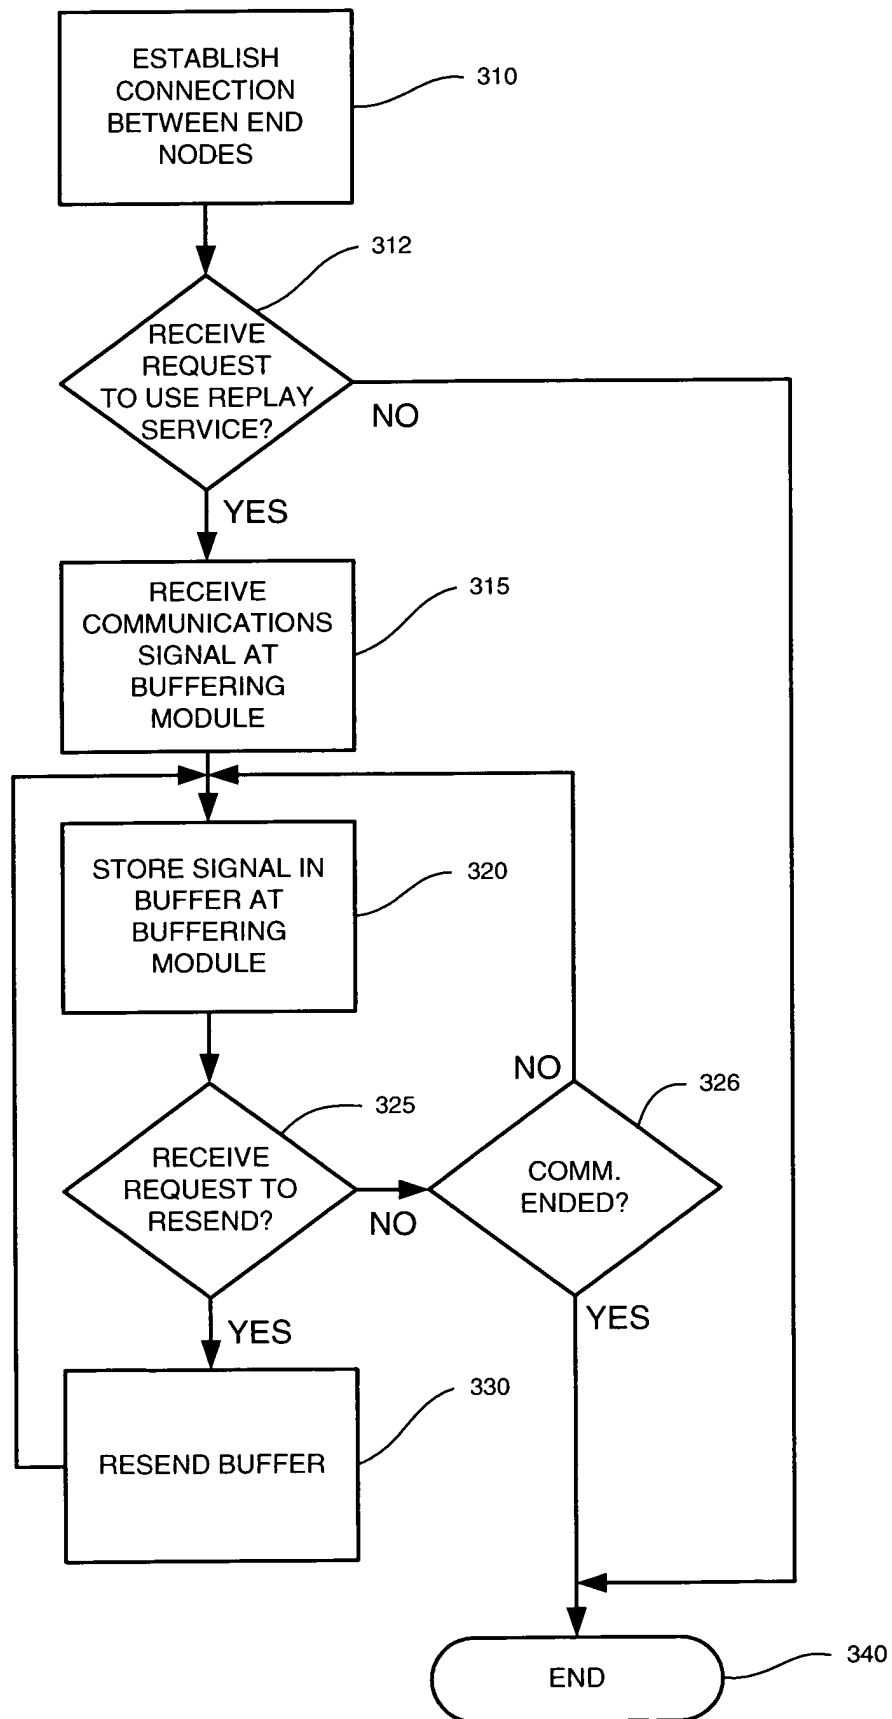 ESTABLISH
CONNECTION
BETWEEN END
NODES
310
312
RECEIVE
REQUEST
TO USE REPLAY
SERVICE?
NO
YES
RECEIVE
COMMUNICATIONS
SIGNAL AT
BUFFERING
MODULE
315
STORE SIGNAL IN
BUFFER AT
BUFFERING
MODULE
320
325
RECEIVE
REQUEST TO
RESEND?
NO
YES
NO
326
COMM.
ENDED?
YES
RESEND BUFFER
330
END
340